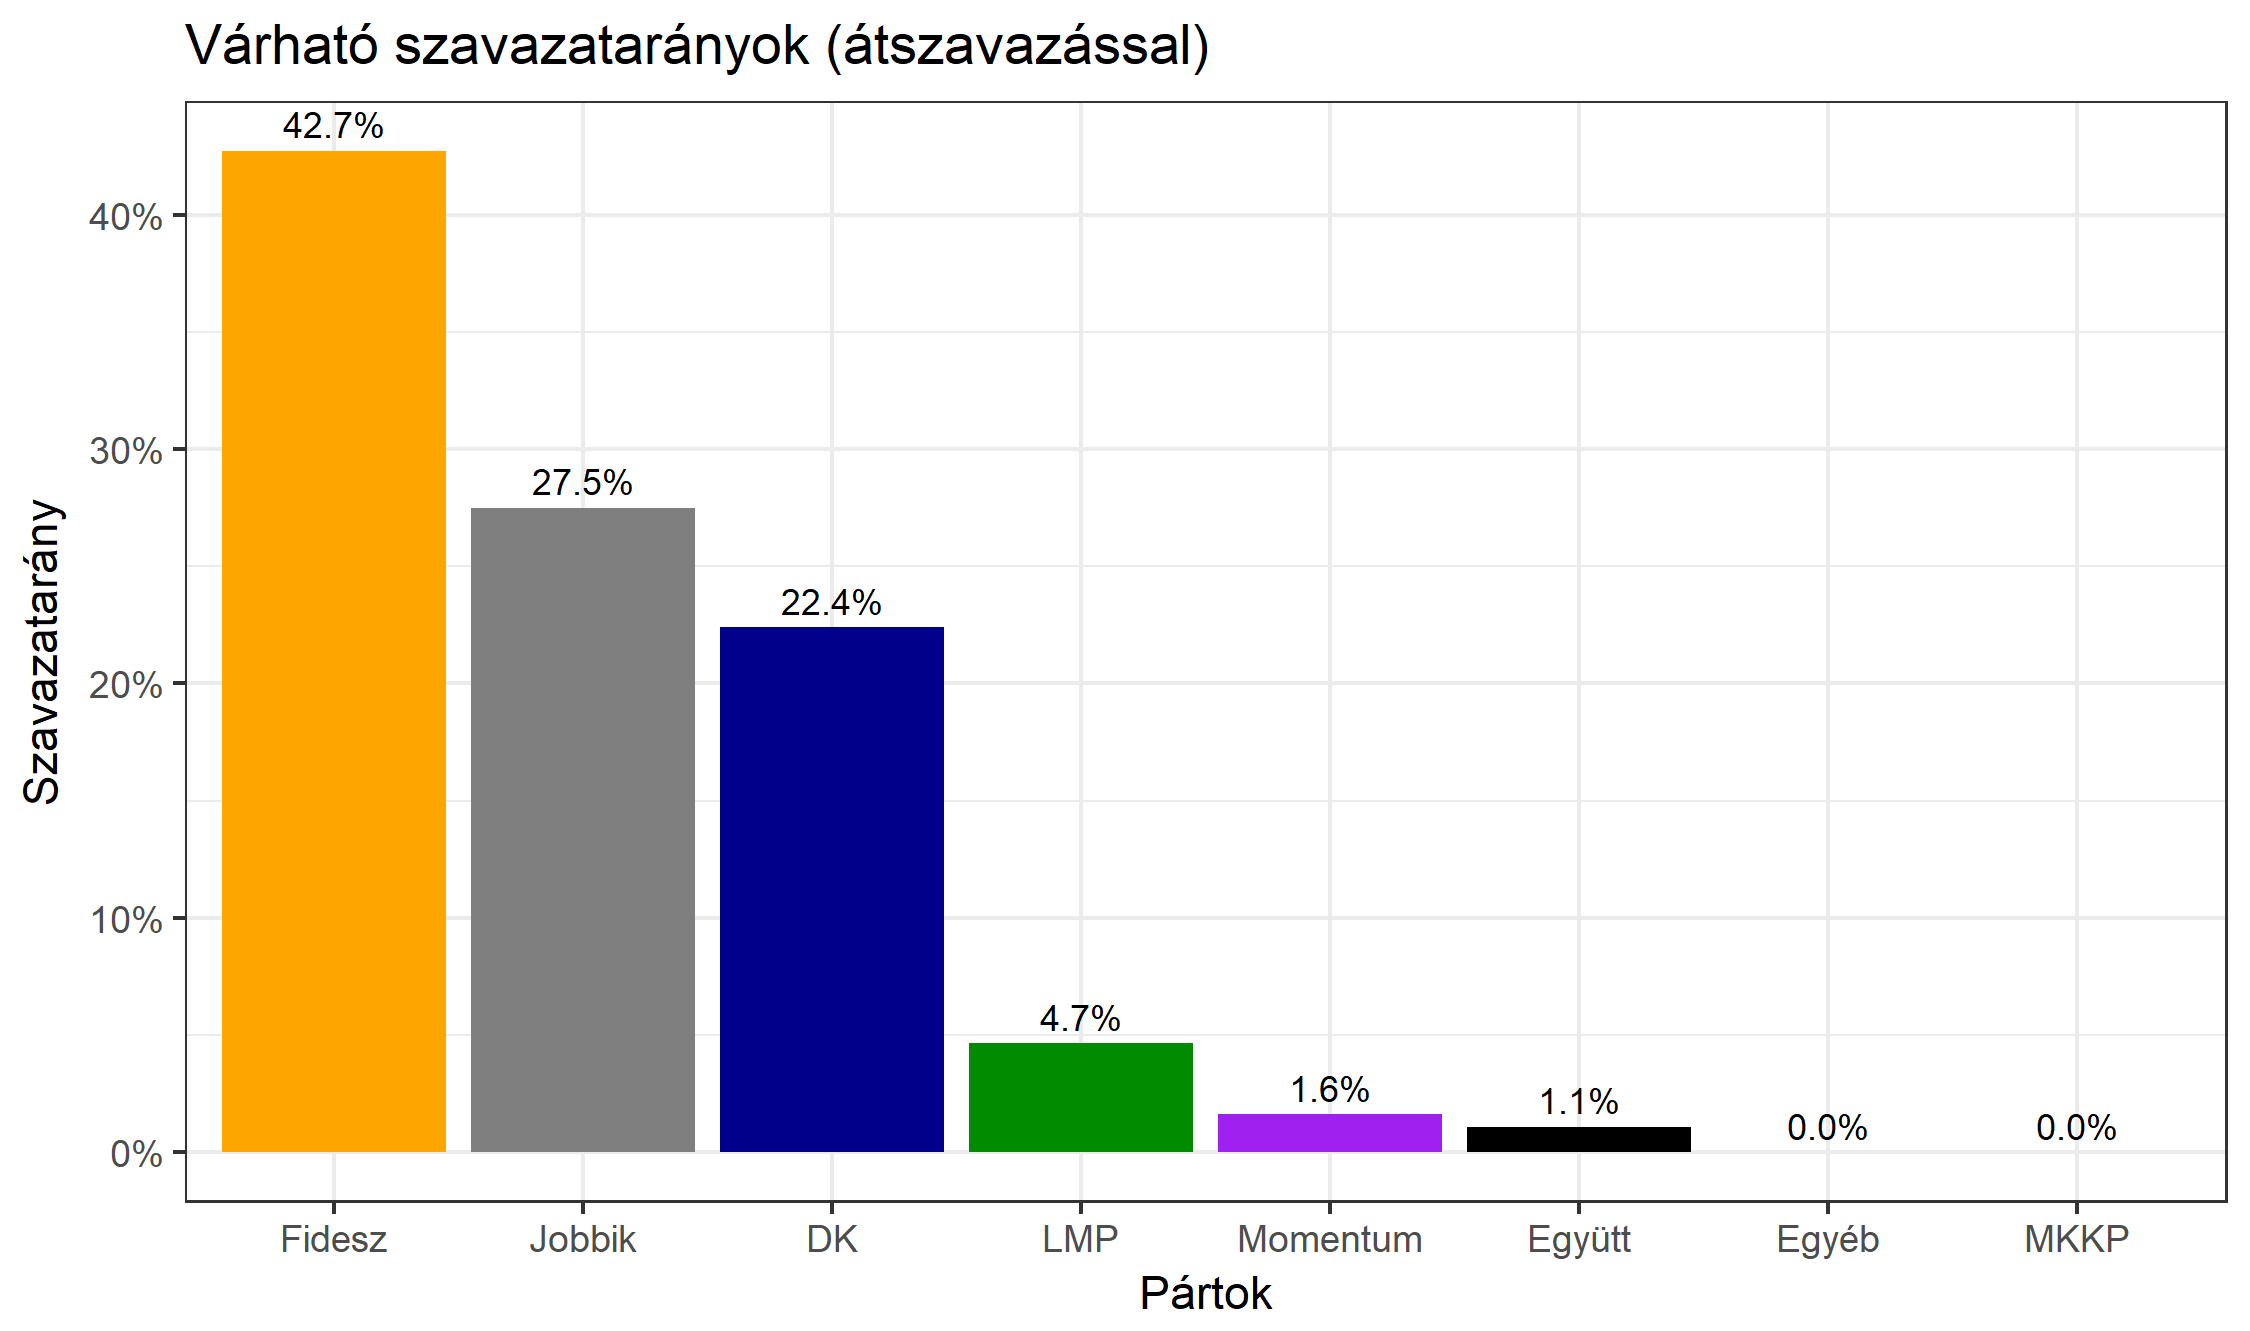 Várható szavazatarányok (átszavazással)
42.7%
27.5%
22.4%
4.7%
1.6%
1.1%
0.0%
0.0%
40%
30%
20%
10%
0%
Szavazatarány
Fidesz
Jobbik
DK
LMP
Momentum
Együtt
Egyéb
MKKP
Pártok